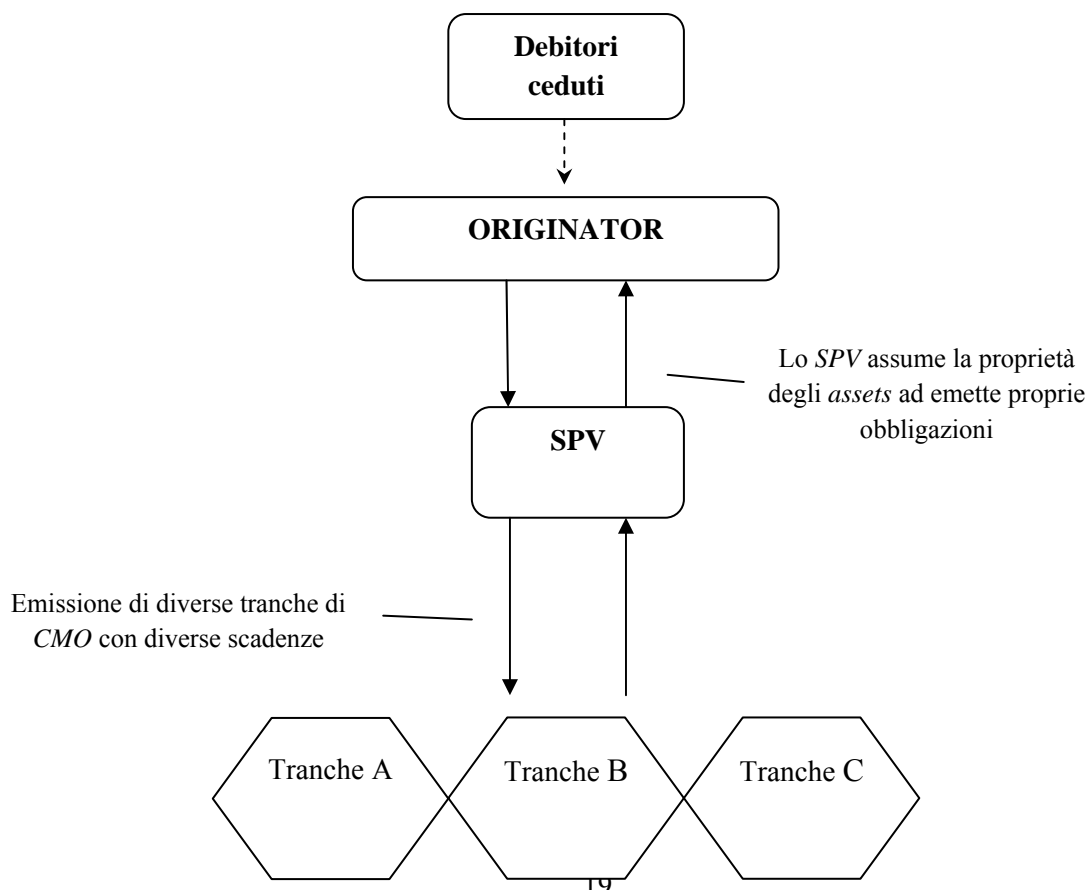 Debitori
ceduti
ORIGINATOR
Lo SPV assume la proprietà
degli assets ad emette proprie
obbligazioni
SPV
Emissione di diverse tranche di
CMO con diverse scadenze
Tranche A
Tranche B
Tranche C
19